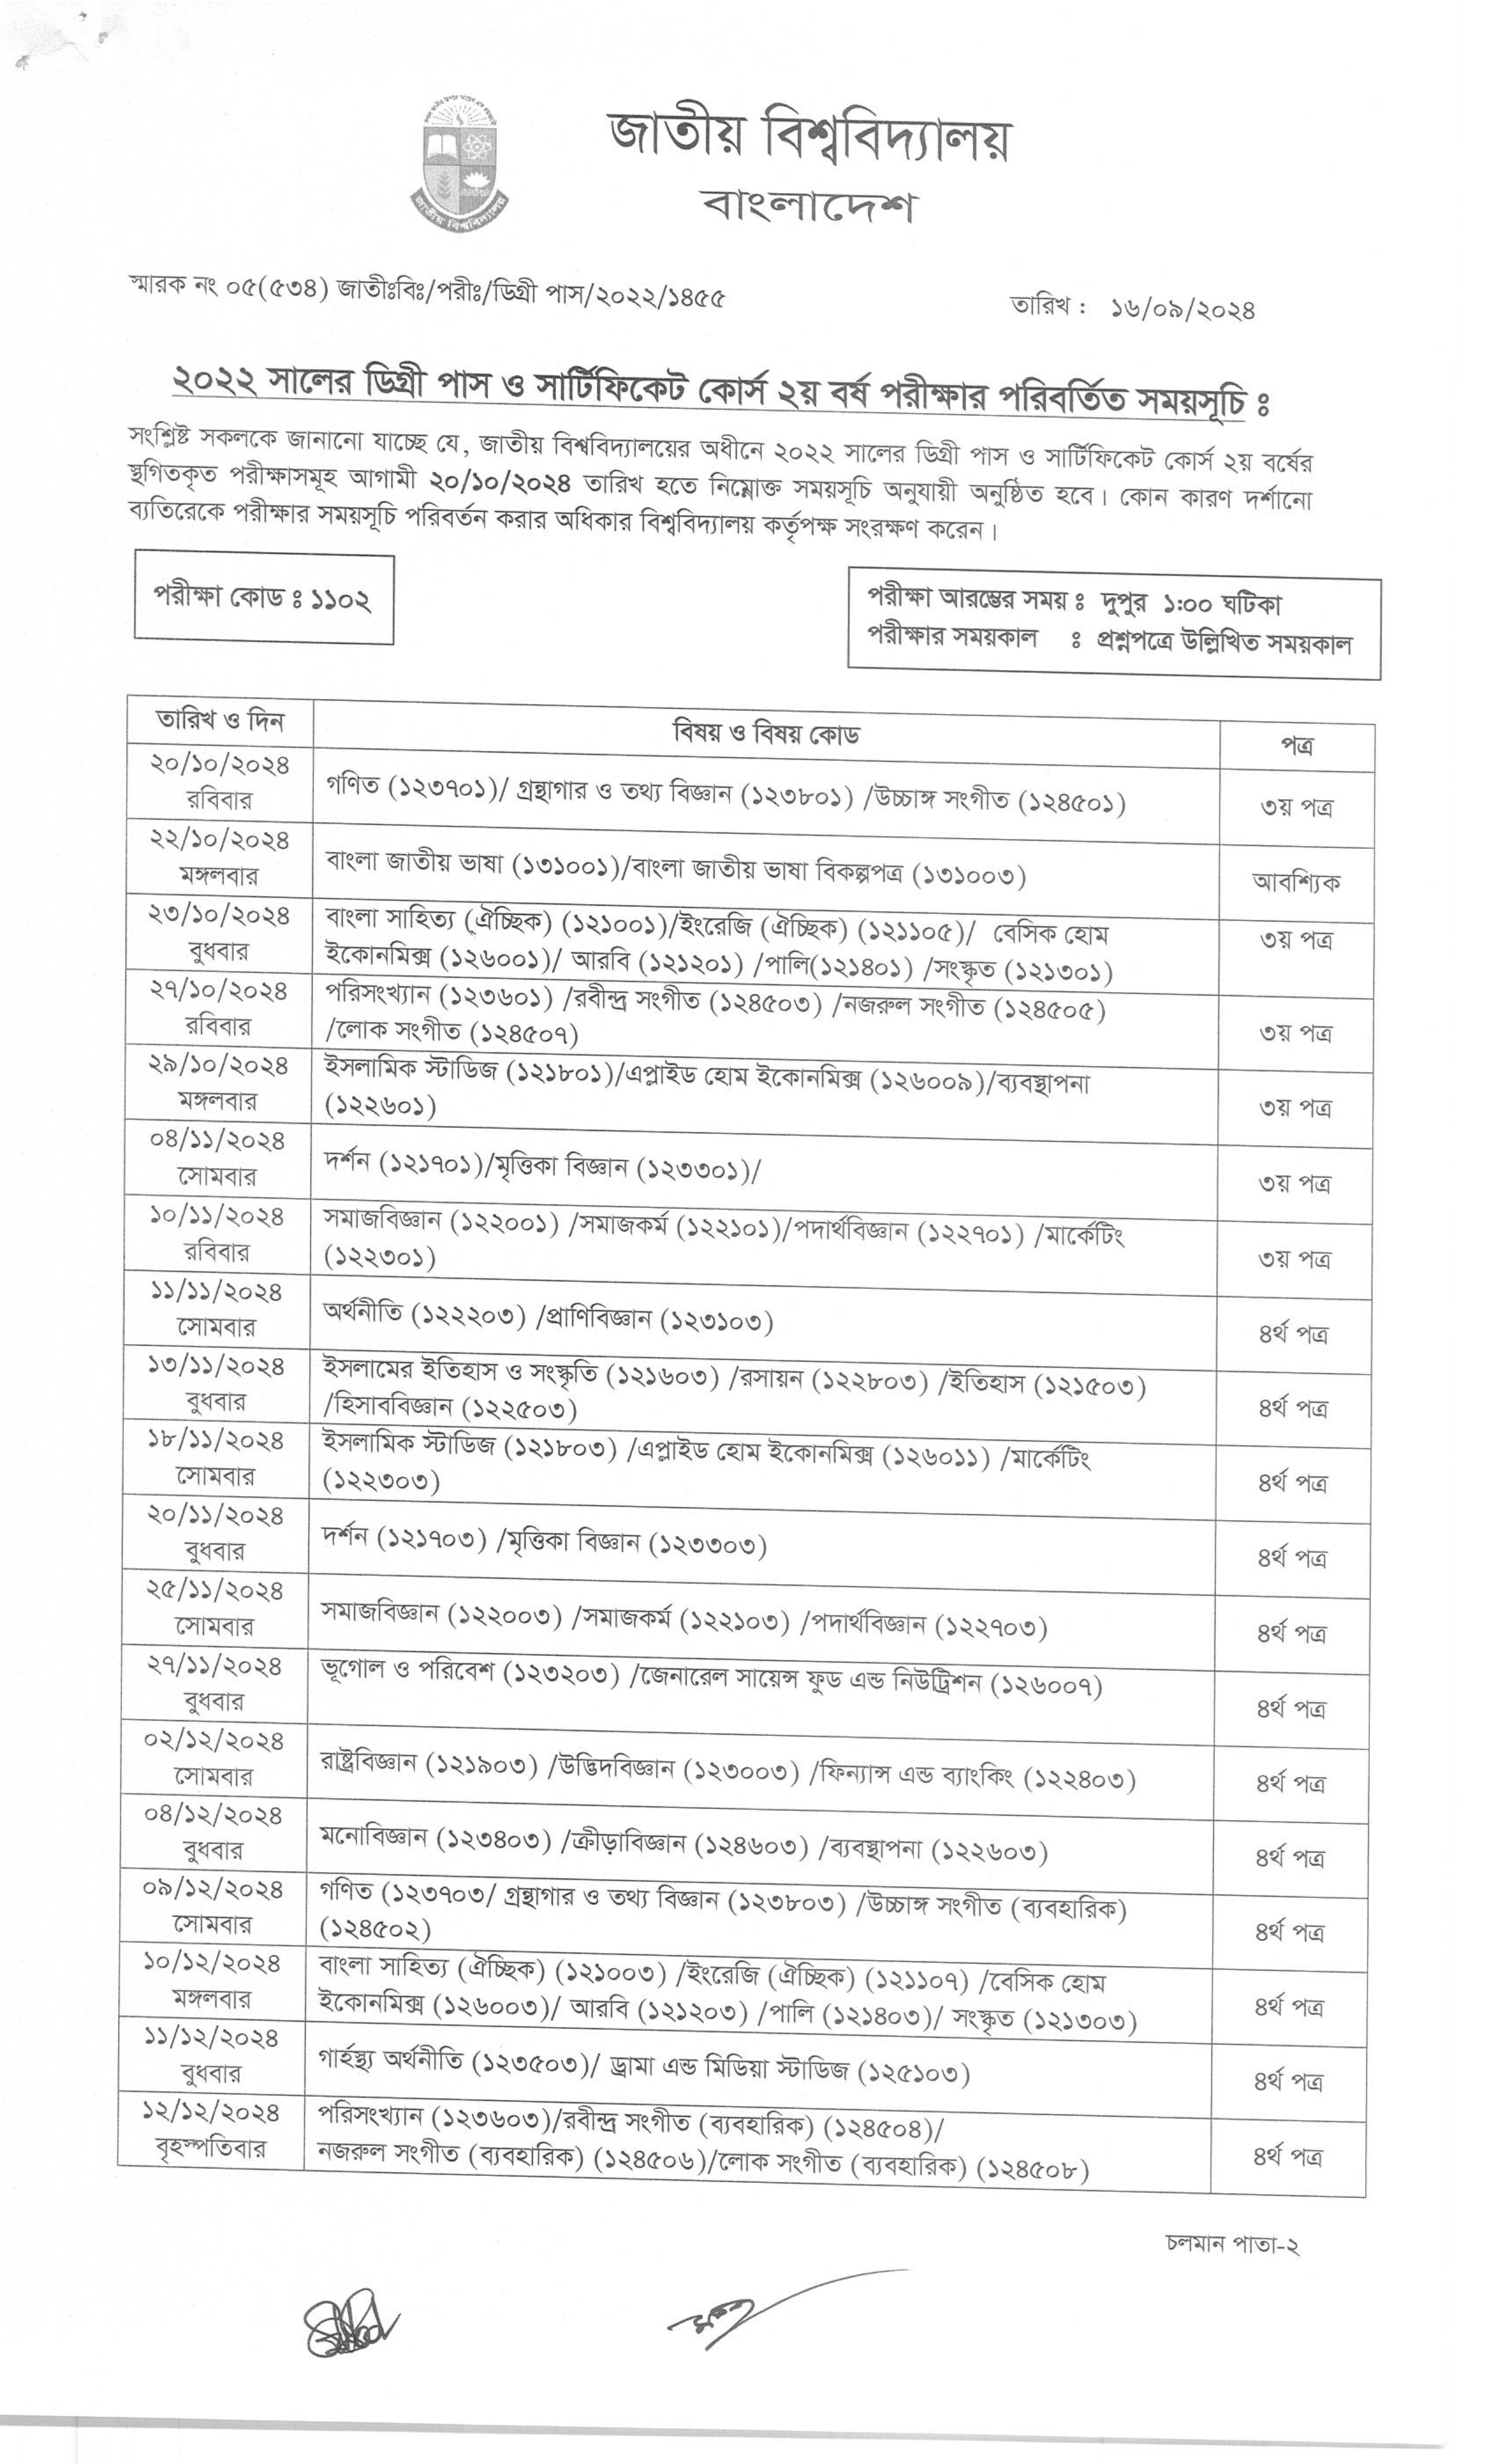 জাতীয় বিশ্ববিদ্যালয়
বাংলাদেশ
জাতীয় বিশ্ববিদ্যালয়
স্মারক নং ০৫(৫৩৪) জাতীঃবিঃ/পরীঃ/ডিগ্রী পাস/২০২২/১৪৫৫
তারিখ : ১৬/০৯/২০২৪
২০২২ সালের ডিগ্রী পাস ও সার্টিফিকেট কোর্স ২য় বর্ষ পরীক্ষার পরিবর্তিত সময়সূচি ঃ
সংশ্লিষ্ট সকলকে জানানো যাচ্ছে যে, জাতীয় বিশ্ববিদ্যালয়ের অধীনে ২০২২ সালের ডিগ্রী পাস ও সার্টিফিকেট কোর্স ২য় বর্ষের
স্থগিতকৃত পরীক্ষাসমূহ আগামী ২০/১০/২০২৪ তারিখ হতে নিম্নোক্ত সময়সূচি অনুযায়ী অনুষ্ঠিত হবে। কোন কারণ দর্শানো
ব্যতিরেকে পরীক্ষার সময়সূচি পরিবর্তন করার অধিকার বিশ্ববিদ্যালয় কর্তৃপক্ষ সংরক্ষণ করেন।
পরীক্ষা কোড ঃ ১১০২
পরীক্ষা আরম্ভের সময় ঃ দুপুর ১:০০ ঘটিকা
পরীক্ষার সময়কাল ঃ প্রশ্নপত্রে উল্লিখিত সময়কাল
তারিখ ও দিন বিষয় ও বিষয় কোড পত্র
২০/১০/২০২৪
রবিবার
গণিত (১২৩৭০১)/ গ্রন্থাগার ও তথ্য বিজ্ঞান (১২৩৮০১) /উচ্চাঙ্গ সংগীত (১২৪৫০১)
৩য় পত্র
২২/১০/২০২৪
মঙ্গলবার
বাংলা জাতীয় ভাষা (১৩১০০১)/বাংলা জাতীয় ভাষা বিকল্পপত্র (১৩১০০৩)
আবশ্যিক
২৩/১০/২০২৪
বুধবার
বাংলা সাহিত্য (ঐচ্ছিক) (১২১০০১)/ইংরেজি (ঐচ্ছিক) (১২১১০৫)/ বেসিক হোম
ইকোনমিক্স (১২৬০০১)/ আরবি (১২১২০১) /পালি(১২১৪০১) /সংস্কৃত (১২১৩০১)
৩য় পত্র
২৭/১০/২০২৪
রবিবার
পরিসংখ্যান (১২৩৬০১) /রবীন্দ্র সংগীত (১২৪৫০৩) /নজরুল সংগীত (১২৪৫০৫)
/লোক সংগীত (১২৪৫০৭)
৩য় পত্র
২৯/১০/২০২৪
মঙ্গলবার
ইসলামিক স্টাডিজ (১২১৮০১)/এপ্লাইড হোম ইকোনমিক্স (১২৬০০৯)/ব্যবস্থাপনা
(১২২৬০১)
৩য় পত্র
০৪/১১/২০২৪
সোমবার
দর্শন (১২১৭০১)/মৃত্তিকা বিজ্ঞান (১২৩৩০১)/
৩য় পত্র
১০/১১/২০২৪
রবিবার
সমাজবিজ্ঞান (১২২০০১) /সমাজকর্ম (১২২১০১)/পদার্থবিজ্ঞান (১২২৭০১) /মার্কেটিং
(১২২৩০১)
৩য় পত্র
১১/১১/২০২৪
সোমবার
অর্থনীতি (১২২২০৩) /প্রাণিবিজ্ঞান (১২৩১০৩)
৪র্থ পত্র
১৩/১১/২০২৪
বুধবার
ইসলামের ইতিহাস ও সংস্কৃতি (১২১৬০৩) /রসায়ন (১২২৮০৩) /ইতিহাস (১২১৫০৩)
/হিসাববিজ্ঞান (১২২৫০৩)
৪র্থ পত্র
১৮/১১/২০২৪
সোমবার
ইসলামিক স্টাডিজ (১২১৮০৩) /এপ্লাইড হোম ইকোনমিক্স (১২৬০১১) /মার্কেটিং
(১২২৩০৩)
৪র্থ পত্র
২০/১১/২০২৪
বুধবার
দর্শন (১২১৭০৩) /মৃত্তিকা বিজ্ঞান (১২৩৩০৩)
৪র্থ পত্র
২৫/১১/২০২৪
সোমবার
সমাজবিজ্ঞান (১২২০০৩) /সমাজকর্ম (১২২১০৩) /পদার্থবিজ্ঞান (১২২৭০৩)
৪র্থ পত্র
২৭/১১/২০২৪
বুধবার
ভূগোল ও পরিবেশ (১২৩২০৩) /জেনারেল সায়েন্স ফুড এন্ড নিউট্রিশন (১২৬০০৭)
৪র্থ পত্র
০২/১২/২০২৪
সোমবার
রাষ্ট্রবিজ্ঞান (১২১৯০৩) /উদ্ভিদবিজ্ঞান (১২৩০০৩) /ফিন্যান্স এন্ড ব্যাংকিং (১২২৪০৩)
৪র্থ পত্র
০৪/১২/২০২৪
বুধবার
মনোবিজ্ঞান (১২৩৪০৩) /ক্রীড়াবিজ্ঞান (১২৪৬০৩) /ব্যবস্থাপনা (১২২৬০৩)
৪র্থ পত্র
০৯/১২/২০২৪
সোমবার
গণিত (১২৩৭০৩/ গ্রন্থাগার ও তথ্য বিজ্ঞান (১২৩৮০৩) /উচ্চাঙ্গ সংগীত (ব্যবহারিক)
(১২৪৫০২)
৪র্থ পত্র
১০/১২/২০২৪
মঙ্গলবার
বাংলা সাহিত্য (ঐচ্ছিক) (১২১০০৩) /ইংরেজি (ঐচ্ছিক) (১২১১০৭) /বেসিক হোম
ইকোনমিক্স (১২৬০০৩)/ আরবি (১২১২০৩) /পালি (১২১৪০৩)/ সংস্কৃত (১২১৩০৩)
৪র্থ পত্র
১১/১২/২০২৪
বুধবার
গার্হস্থ্য অর্থনীতি (১২৩৫০৩)/ ড্রামা এন্ড মিডিয়া স্টাডিজ (১২৫১০৩)
৪র্থ পত্র
১২/১২/২০২৪
বৃহস্পতিবার
পরিসংখ্যান (১২৩৬০৩)/রবীন্দ্র সংগীত (ব্যবহারিক) (১২৪৫০৪)/
নজরুল সংগীত (ব্যবহারিক) (১২৪৫০৬)/লোক সংগীত (ব্যবহারিক) (১২৪৫০৮)
৪র্থ পত্র
চলমান পাতা-২